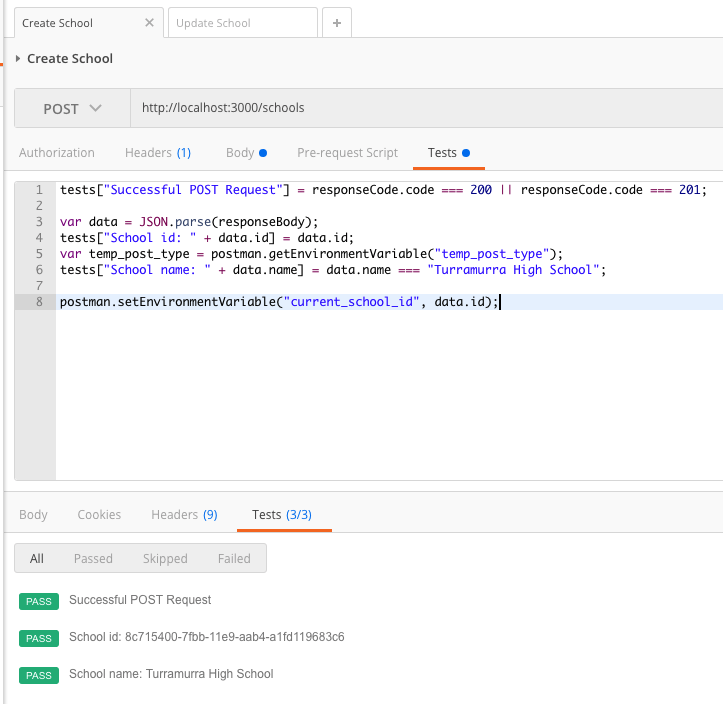 Create School
Update School
Create School
POST http://localhost:3000/schools
Authorization Headers (1) Body Pre-request Script Tests
1 tests["Successful POST Request"] = responseCode.code === 200 || responseCode.code === 201;
2
3 var data = JSON.parse(responseBody);
4 tests["School id: " + data.id] = data.id;
5 var temp_post_type = postman.getEnvironmentVariable("temp_post_type");
6 tests["School name: " + data.name] = data.name === "Turramurra High School";
7
8 postman.setEnvironmentVariable("current_school_id", data.id);
Body Cookies Headers (9) Tests (3/3)
All Passed Skipped Failed
PASS Successful POST Request
PASS School id: 8c715400-7fbb-11e9-aab4-a1fd119683c6
PASS School name: Turramurra High School